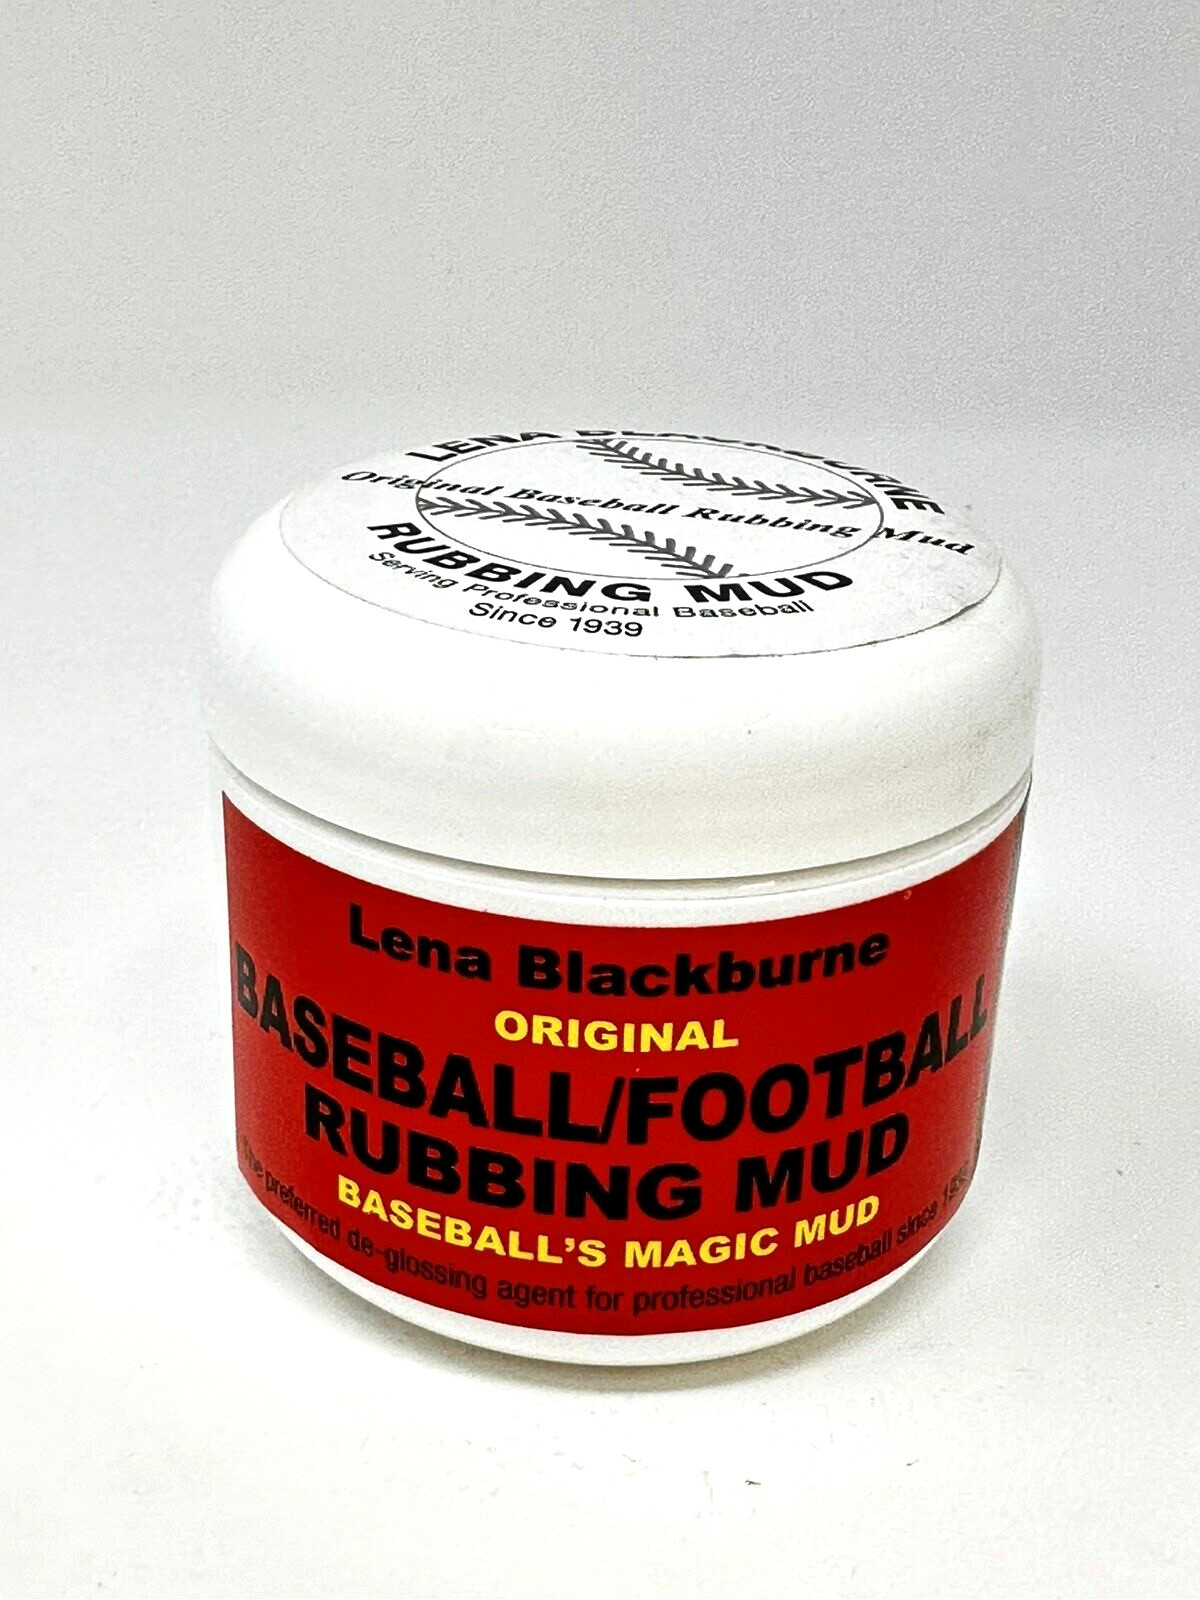 LENA BLACKBURNE
Original Baseball Rubbing Mud
RUBBING MUD
Serving Professional Baseball
Since 1939
Lena Blackburne
ORIGINAL
BASEBALL/FOOTBALL
RUBBING MUD
BASEBALL'S MAGIC MUD
The preferred de-glossing agent for professional baseball since